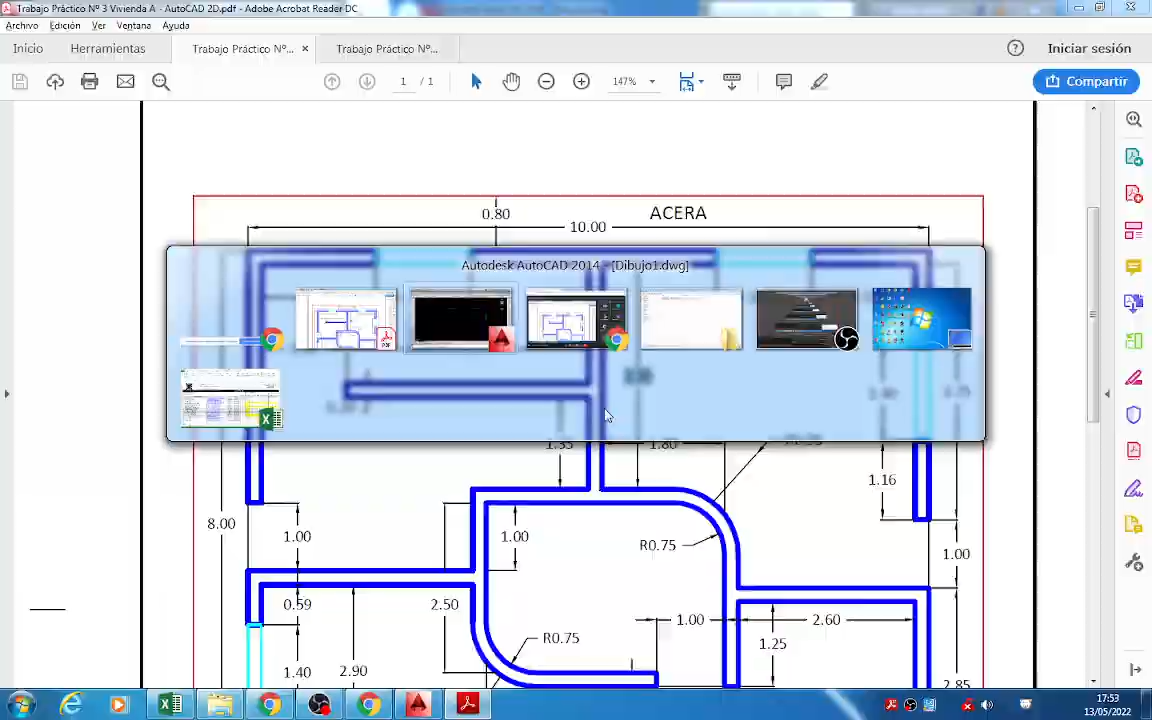 Trabajo Práctico Nº 3 Vivienda A - AutoCAD 2D.pdf - Adobe Acrobat Reader DC
Archivo Edición Ver Ventana Ayuda
Inicio Herramientas Trabajo Práctico Nº... × Trabajo Práctico Nº... Iniciar sesión
1 / 1 147% Compartir
0.80 ACERA
10.00
Autodesk AutoCAD 2014 - [Dibujo1.dwg]
PDF
1.35 1.80
1.16
8.00 1.00 1.00 R0.75 1.00
0.59 2.50 1.00 2.60
R0.75 1.25
1.40 2.90 2.85
17:53
13/05/2022